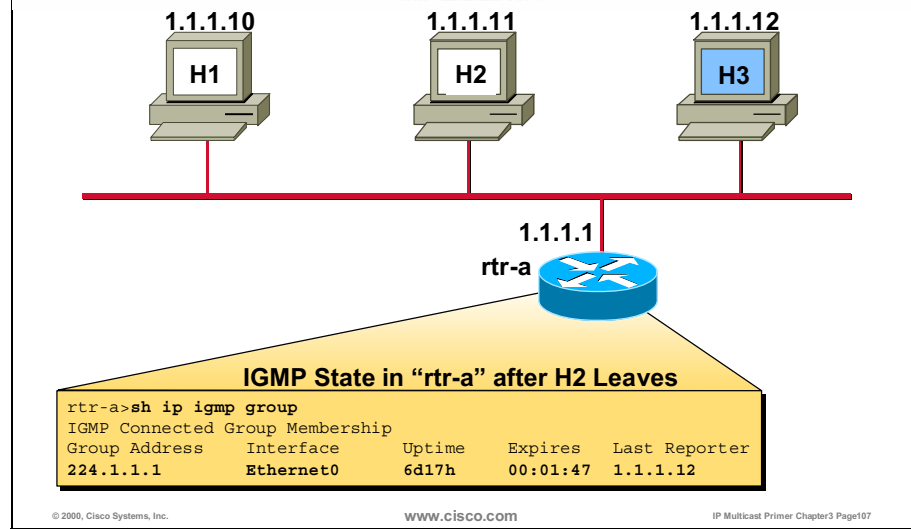 1.1.1.10 1.1.1.11 1.1.1.12
H1 H2 H3
1.1.1.1
rtr-a
IGMP State in “rtr-a” after H2 Leaves
rtr-a>sh ip igmp group
IGMP Connected Group Membership
Group Address Interface Uptime Expires Last Reporter
224.1.1.1 Ethernet0 6d17h 00:01:47 1.1.1.12
© 2000, Cisco Systems, Inc. www.cisco.com IP Multicast Primer Chapter3 Page107